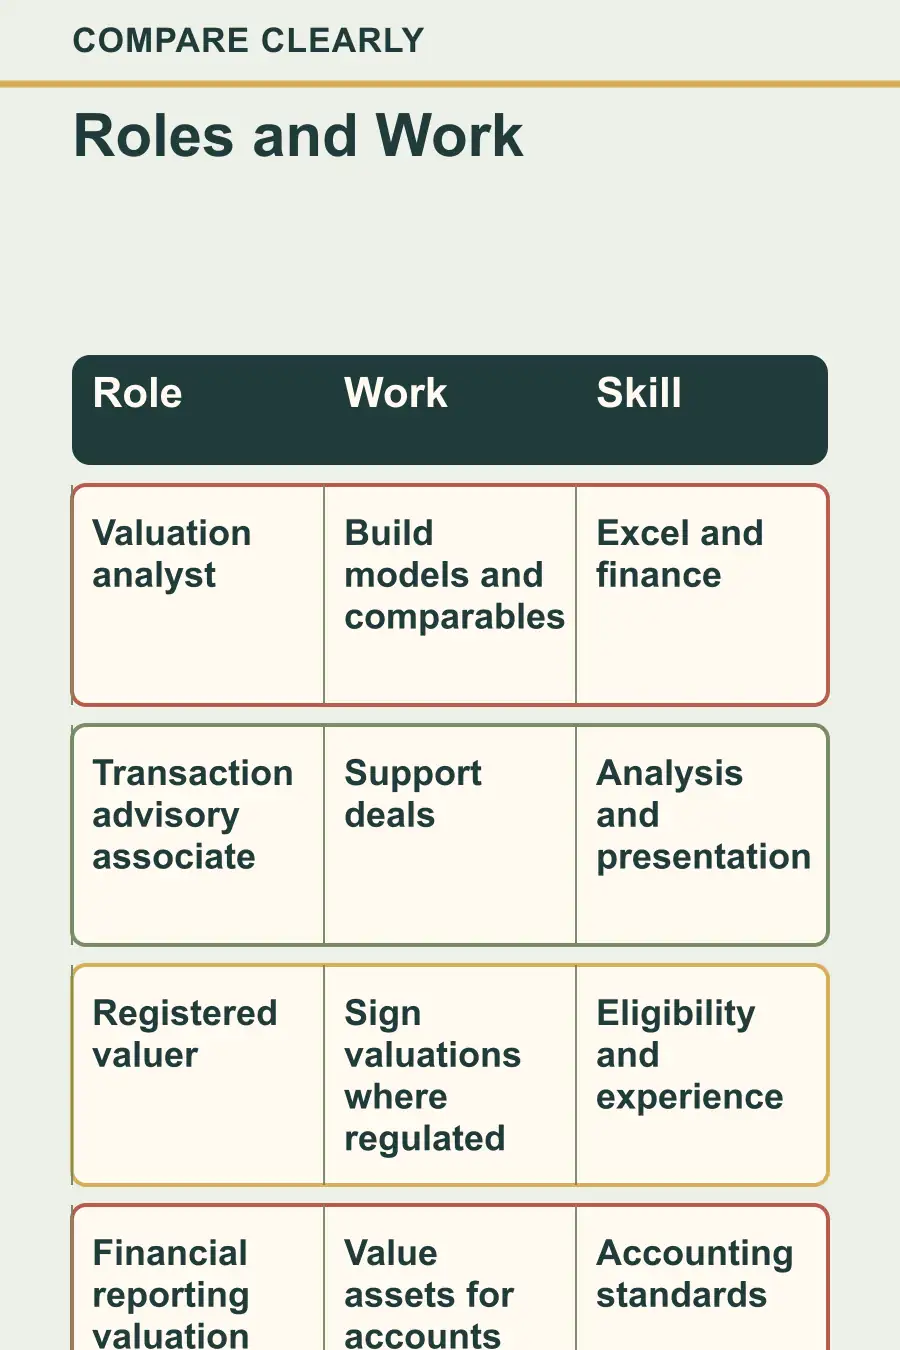 COMPARE CLEARLY
Roles and Work
Role
Work
Skill
Valuation
analyst
Build
models and
comparables
Excel and
finance
Transaction
advisory
associate
Support
deals
Analysis
and
presentation
Registered
valuer
Sign
valuations
where
regulated
Eligibility
and
experience
Financial
reporting
valuation
Value
assets for
accounts
Accounting
standards